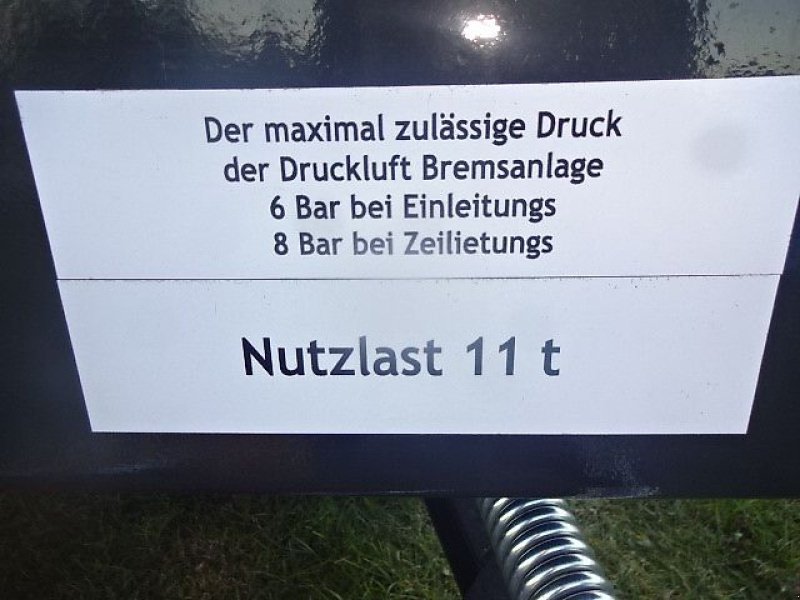 Der maximal zulässige Druck
der Druckluft Bremsanlage
6 Bar bei Einleitungs
8 Bar bei Zeilietungs
Nutzlast 11 t